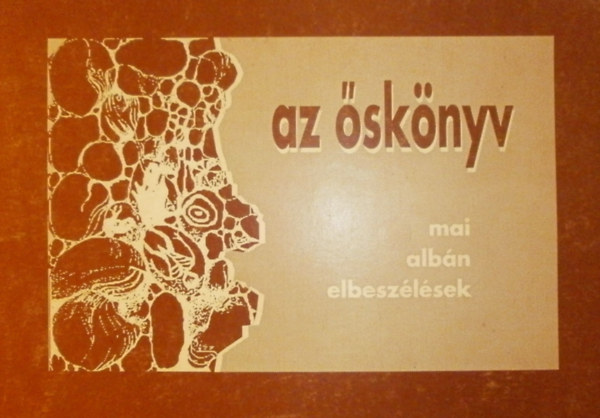 az őskönyv
mai
albán
elbeszélések